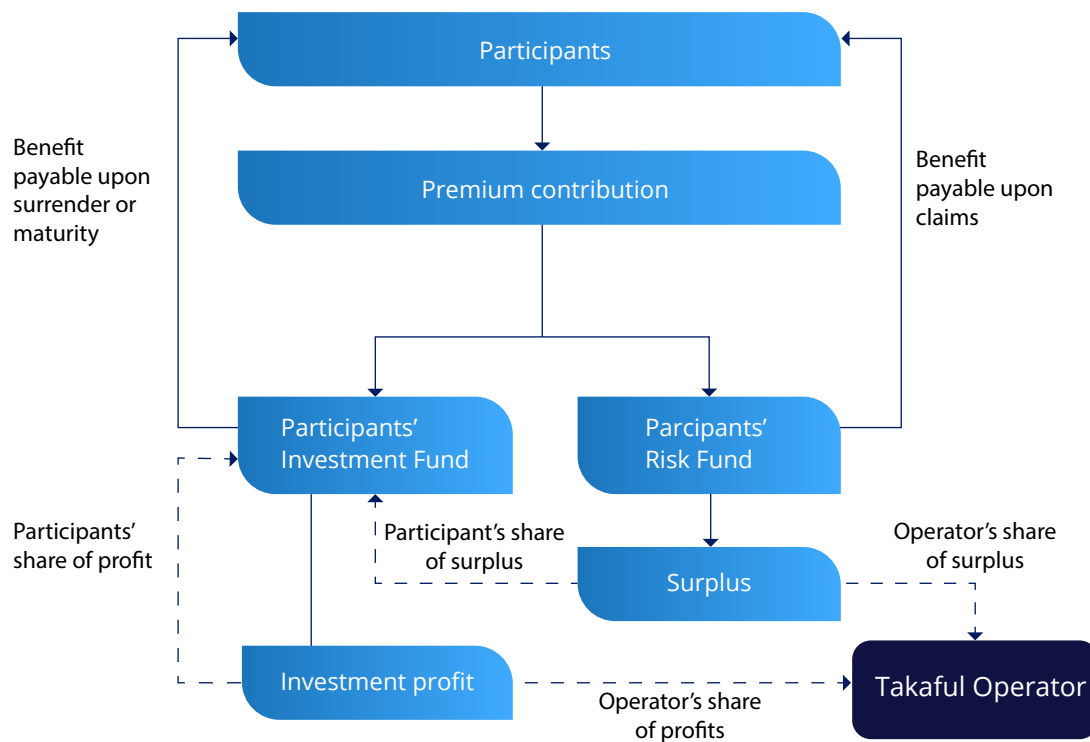 Participants
Benefit
payable upon
surrender or
maturity
Benefit
payable upon
claims
Premium contribution
Participants’
Investment Fund
Parcipants’
Risk Fund
Participants’
share of profit
Participant’s share
of surplus
Operator’s share
of surplus
Surplus
Investment profit
Operator’s share
of profits
Takaful Operator